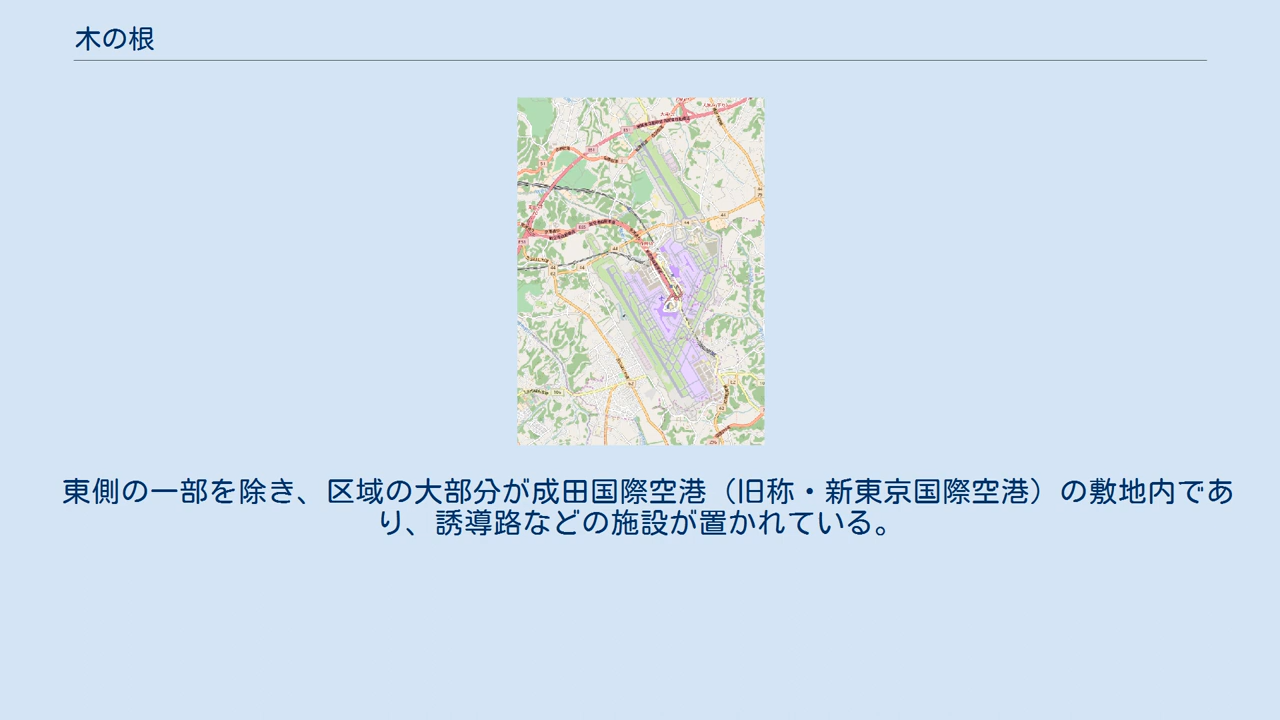 木の根
東側の一部を除き、区域の大部分が成田国際空港（旧称・新東京国際空港）の敷地内であ
り、誘導路などの施設が置かれている。